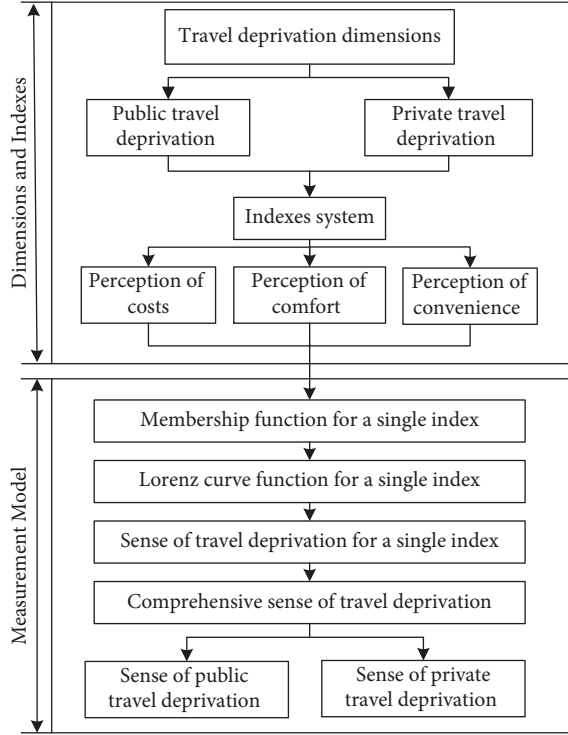 Dimensions and Indexes
Travel deprivation dimensions
Public travel
deprivation
Private travel
deprivation
Indexes system
Perception of
costs
Perception of
comfort
Perception of
convenience
Measurement Model
Membership function for a single index
Lorenz curve function for a single index
Sense of travel deprivation for a single index
Comprehensive sense of travel deprivation
Sense of public
travel deprivation
Sense of private
travel deprivation